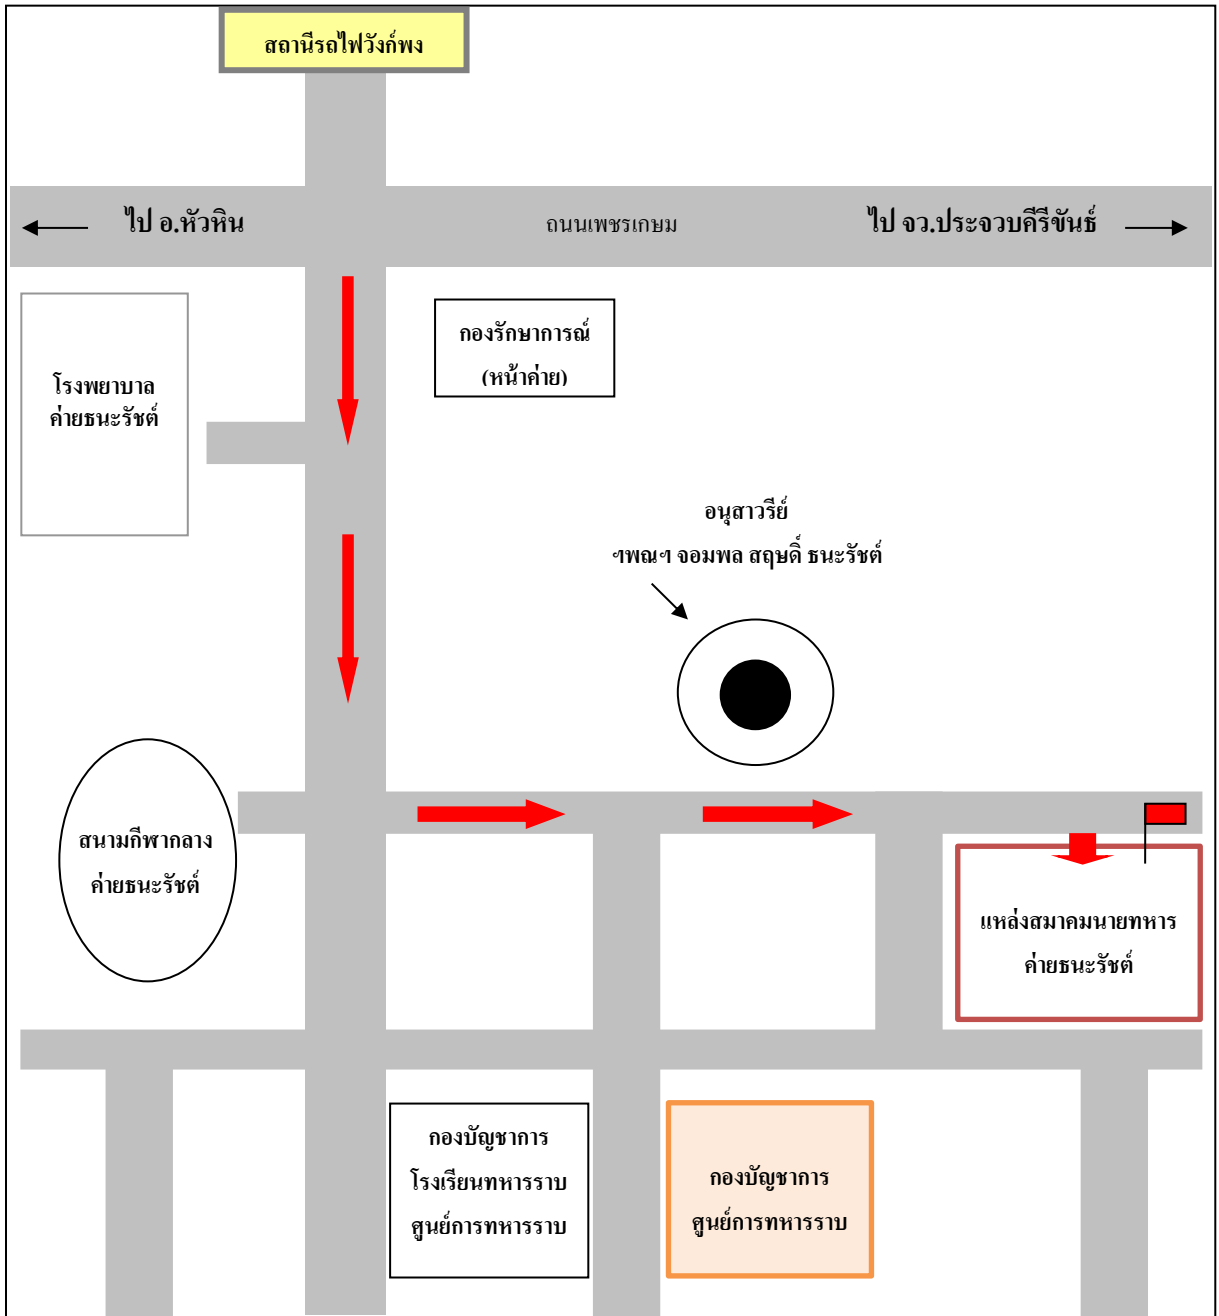 สถานีรถไฟวังก์พง
ไป อ.หัวหิน
ถนนเพชรเกษม
ไป จว.ประจวบคีรีขันธ์
กองรักษาการณ์
(หน้าค่าย)
โรงพยาบาล
ค่ายธนะรัชต์
อนุสาวรีย์
ฯพณฯ จอมพล สฤษดิ์ ธนะรัชต์
สนามกีฬากลาง
ค่ายธนะรัชต์
แหล่งสมาคมนายทหาร
ค่ายธนะรัชต์
กองบัญชาการ
โรงเรียนทหารราบ
ศูนย์การทหารราบ
กองบัญชาการ
ศูนย์การทหารราบ